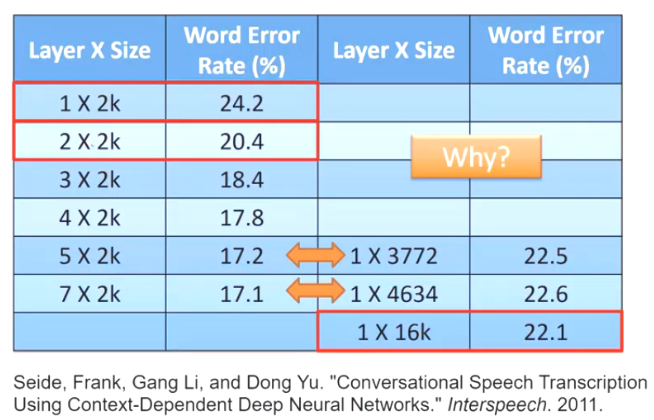 Layer X Size Word Error Rate (%) Layer X Size Word Error Rate (%)
1 X 2k 24.2
2 X 2k 20.4
Why?
3 X 2k 18.4
4 X 2k 17.8
5 X 2k 17.2 1 X 3772 22.5
7 X 2k 17.1 1 X 4634 22.6
1 X 16k 22.1
Seide, Frank, Gang Li, and Dong Yu. "Conversational Speech Transcription
Using Context-Dependent Deep Neural Networks." Interspeech. 2011.